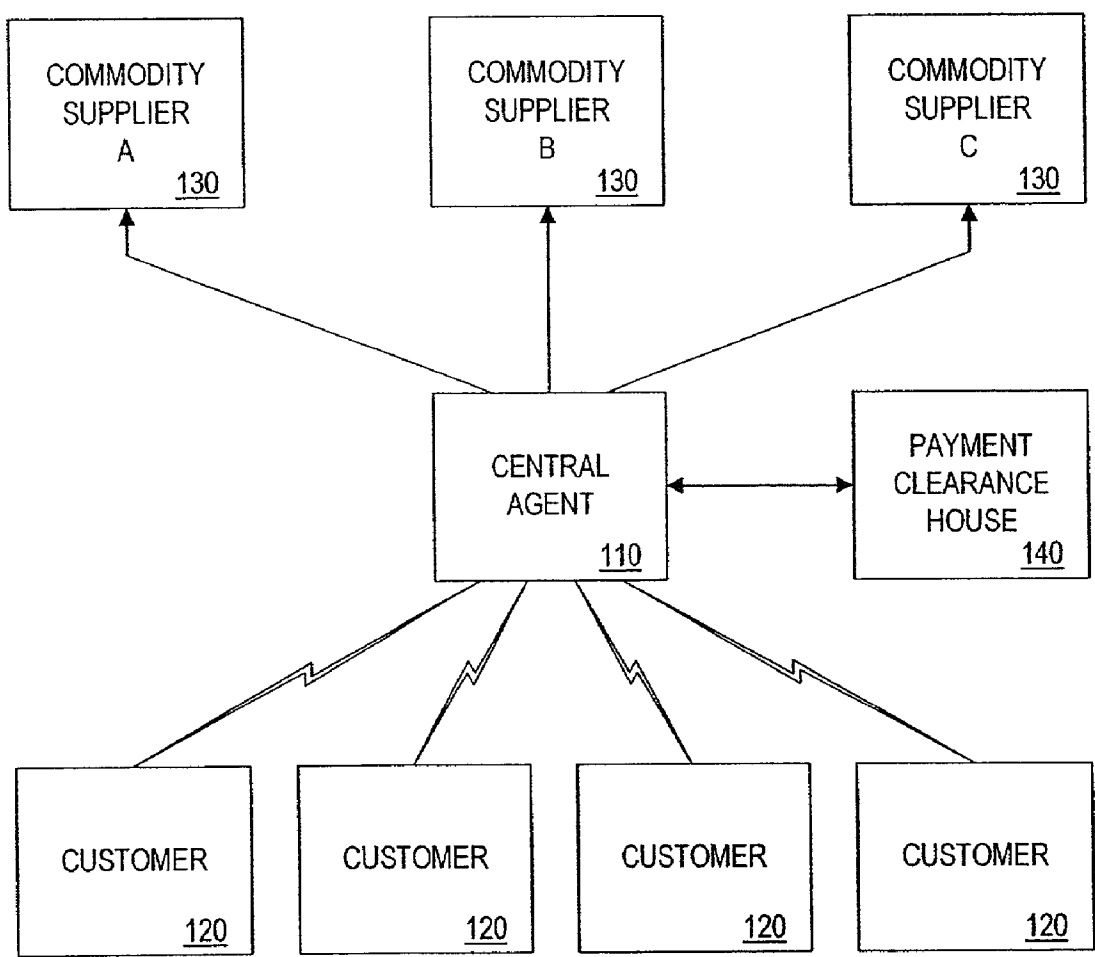 COMMODITY
SUPPLIER
A
130
COMMODITY
SUPPLIER
B
130
COMMODITY
SUPPLIER
C
130
CENTRAL
AGENT
110
PAYMENT
CLEARANCE
HOUSE
140
CUSTOMER
120
CUSTOMER
120
CUSTOMER
120
CUSTOMER
120